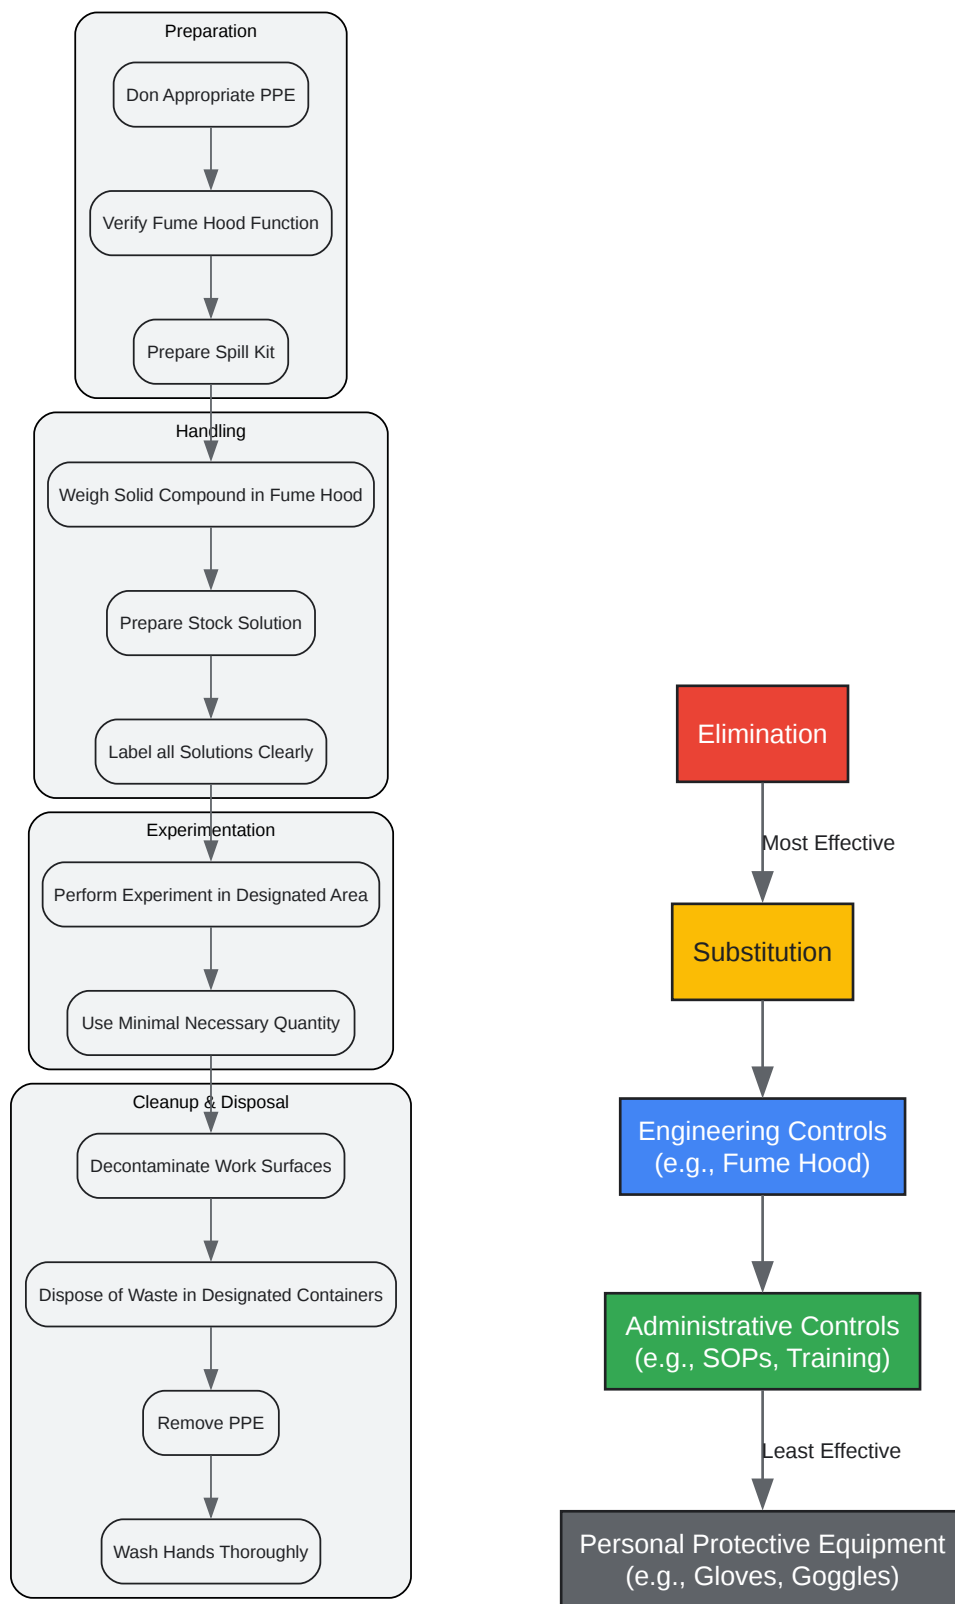 Preparation
Don Appropriate PPE
Verify Fume Hood Function
Prepare Spill Kit
Handling
Weigh Solid Compound in Fume Hood
Prepare Stock Solution
Label all Solutions Clearly
Experimentation
Perform Experiment in Designated Area
Use Minimal Necessary Quantity
Cleanup & Disposal
Decontaminate Work Surfaces
Dispose of Waste in Designated Containers
Remove PPE
Wash Hands Thoroughly
Elimination
Most Effective
Substitution
Engineering Controls
(e.g., Fume Hood)
Administrative Controls
(e.g., SOPs, Training)
Least Effective
Personal Protective Equipment
(e.g., Gloves, Goggles)